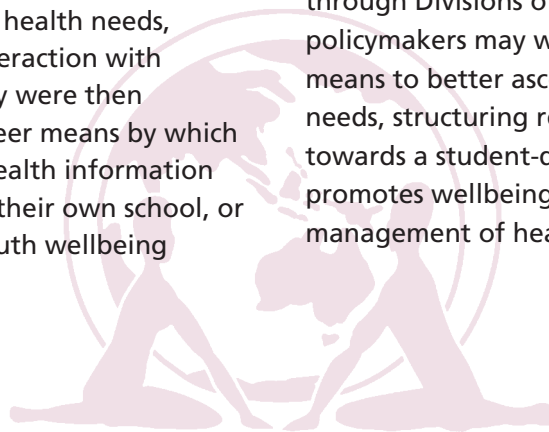 health needs,
eraction with
y were then
eer means by which
ealth information
their own school, or
uth wellbeing
through Divisions o
policymakers may w
means to better asc
needs, structuring re
towards a student-c
promotes wellbeing
management of hea